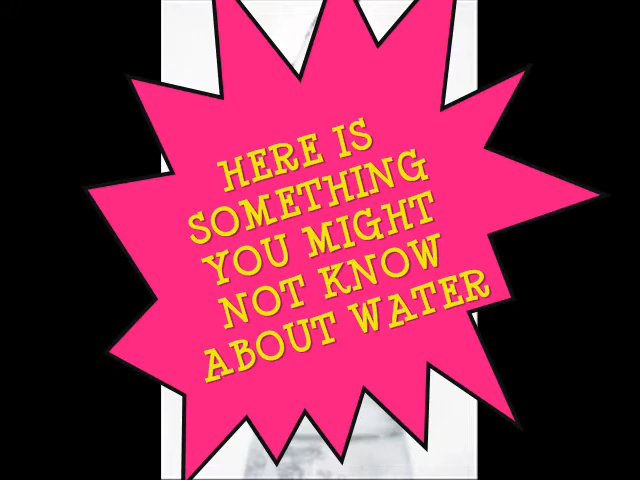 HERE IS
SOMETHING
YOU MIGHT
NOT KNOW
ABOUT WATER